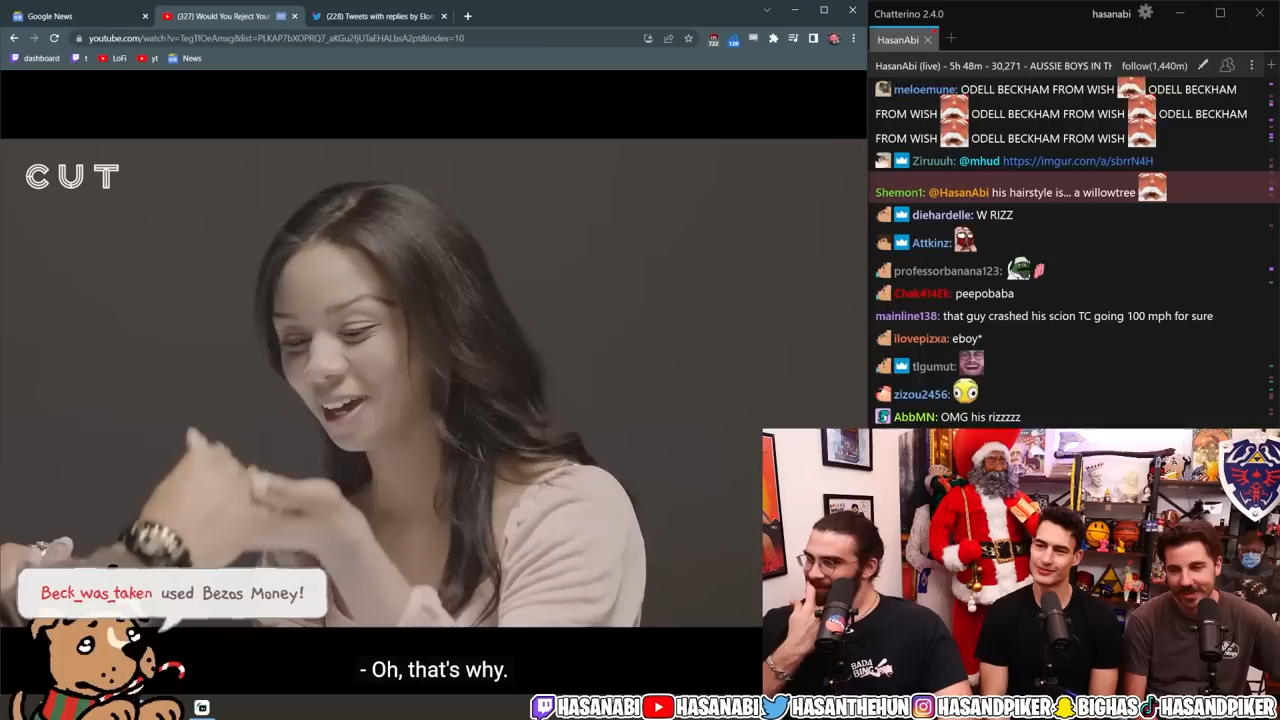 Google News
(327) Would You Reject Your
(228) Tweets with replies by Elon
youtube.com/watch?v=TegTfOeAmxg&dist=PLKAP7bXOPRQ7_aKGu2fjUTaEHALbsA2pt&index=10
722
120
dashboard
t
LoFi
yt
News
CUT
Beck_was_taken used Bezos Money!
- Oh, that's why.
Chatterino 2.4.0
hasanabi
HasanAbi
HasanAbi (live) - 5h 48m - 30,271 - AUSSIE BOYS IN TH
follow(1,440m)
meloemune: ODELL BECKHAM FROM WISH ODELL BECKHAM
FROM WISH ODELL BECKHAM FROM WISH ODELL BECKHAM
FROM WISH ODELL BECKHAM FROM WISH
Ziruuuh: @mhud https://imgur.com/a/sbrrN4H
Shemon1: @HasanAbi his hairstyle is... a willowtree
diehardelle: W RIZZ
Attkinz:
professorbanana123:
Chak414Ek: peepobaba
mainline138: that guy crashed his scion TC going 100 mph for sure
ilovepizxa: eboy*
tlgumut:
zizou2456:
AbbMN: OMG his rizzzzz
BADA
BING
HASANABI HASANABI HASANTHEHUN HASANDPIKER BIGHAS HASANDPIKER